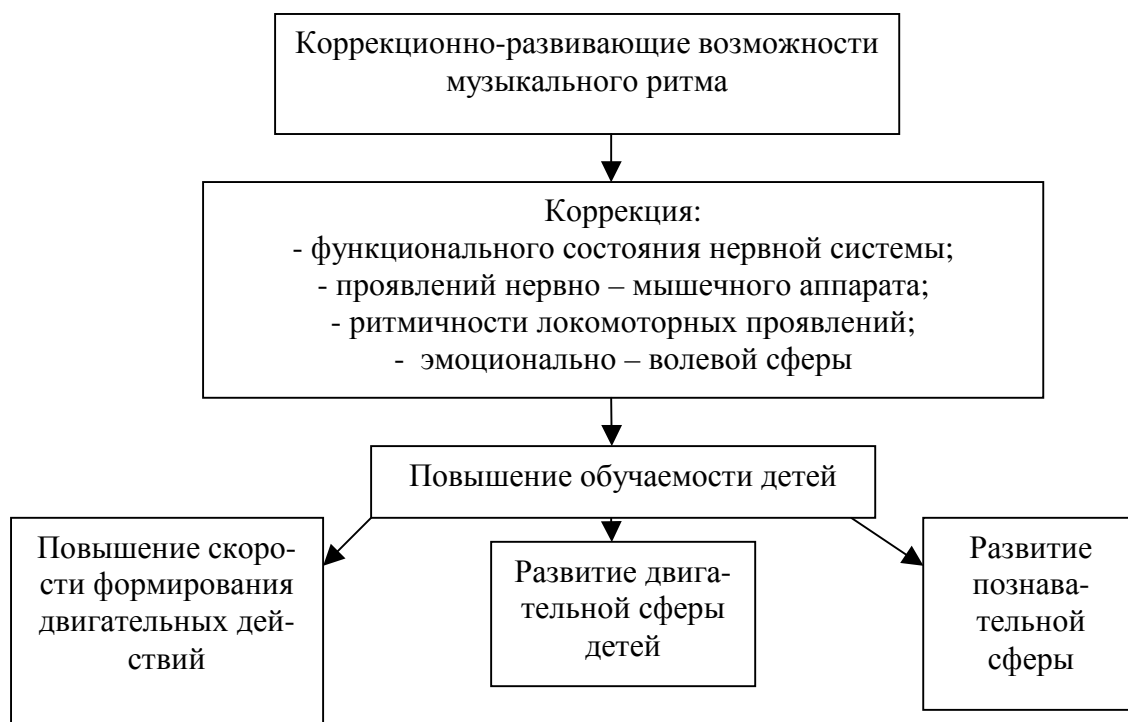 Коррекционно-развивающие возможности
музыкального ритма
Коррекция:
- функционального состояния нервной системы;
- проявлений нервно – мышечного аппарата;
- ритмичности локомоторных проявлений;
- эмоционально – волевой сферы
Повышение обучаемости детей
Повышение скоро-
сти формирования
двигательных дей-
ствий
Развитие двига-
тельной сферы
детей
Развитие
познава-
тельной
сферы